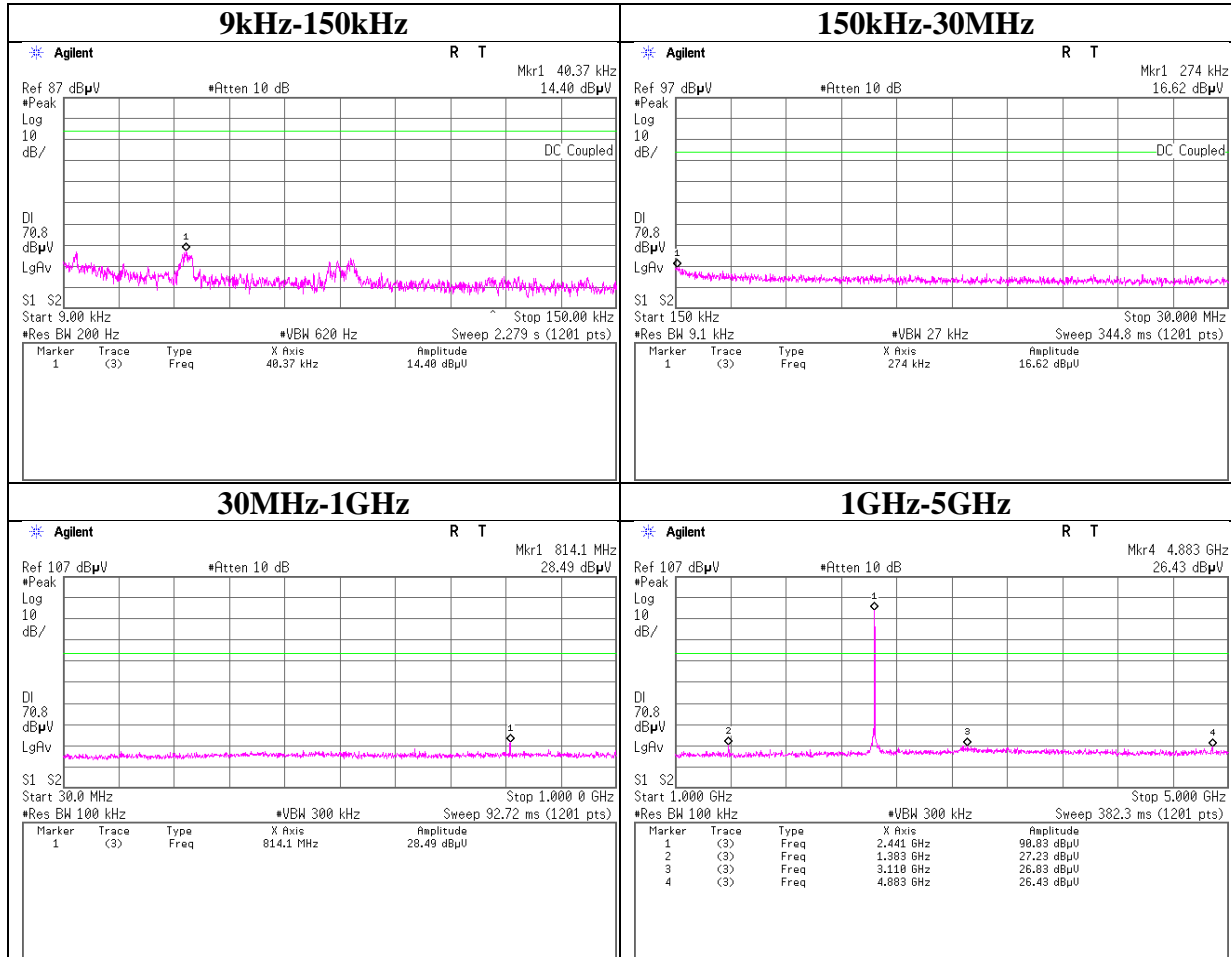 9kHz-150kHz
Agilent R T
Mkr1 40.37 kHz
Ref 87 dBµV #Atten 10 dB 14.40 dBµV
#Peak
Log
10
dB/
DC Coupled
DI
70.8
dBµV
LgAv
1
S1 S2
Start 9.00 kHz ^ Stop 150.00 kHz
#Res BW 200 Hz #VBW 620 Hz Sweep 2.279 s (1201 pts)
Marker Trace Type X Axis Amplitude
1 (3) Freq 40.37 kHz 14.40 dBµV
150kHz-30MHz
Agilent R T
Mkr1 274 kHz
Ref 97 dBµV #Atten 10 dB 16.62 dBµV
#Peak
Log
10
dB/
DC Coupled
DI
70.8
dBµV
LgAv
1
S1 S2
Start 150 kHz Stop 30.000 MHz
#Res BW 9.1 kHz #VBW 27 kHz Sweep 344.8 ms (1201 pts)
Marker Trace Type X Axis Amplitude
1 (3) Freq 274 kHz 16.62 dBµV
30MHz-1GHz
Agilent R T
Mkr1 814.1 MHz
Ref 107 dBµV #Atten 10 dB 28.49 dBµV
#Peak
Log
10
dB/
DI
70.8
dBµV
LgAv
1
S1 S2
Start 30.0 MHz Stop 1.000 0 GHz
#Res BW 100 kHz #VBW 300 kHz Sweep 92.72 ms (1201 pts)
Marker Trace Type X Axis Amplitude
1 (3) Freq 814.1 MHz 28.49 dBµV
1GHz-5GHz
Agilent R T
Mkr4 4.883 GHz
Ref 107 dBµV #Atten 10 dB 26.43 dBµV
#Peak
Log
10
dB/
1
DI
70.8
dBµV
LgAv
2 3 4
S1 S2
Start 1.000 GHz Stop 5.000 GHz
#Res BW 100 kHz #VBW 300 kHz Sweep 382.3 ms (1201 pts)
Marker Trace Type X Axis Amplitude
1 (3) Freq 2.441 GHz 90.83 dBµV
2 (3) Freq 1.383 GHz 27.23 dBµV
3 (3) Freq 3.110 GHz 26.83 dBµV
4 (3) Freq 4.883 GHz 26.43 dBµV